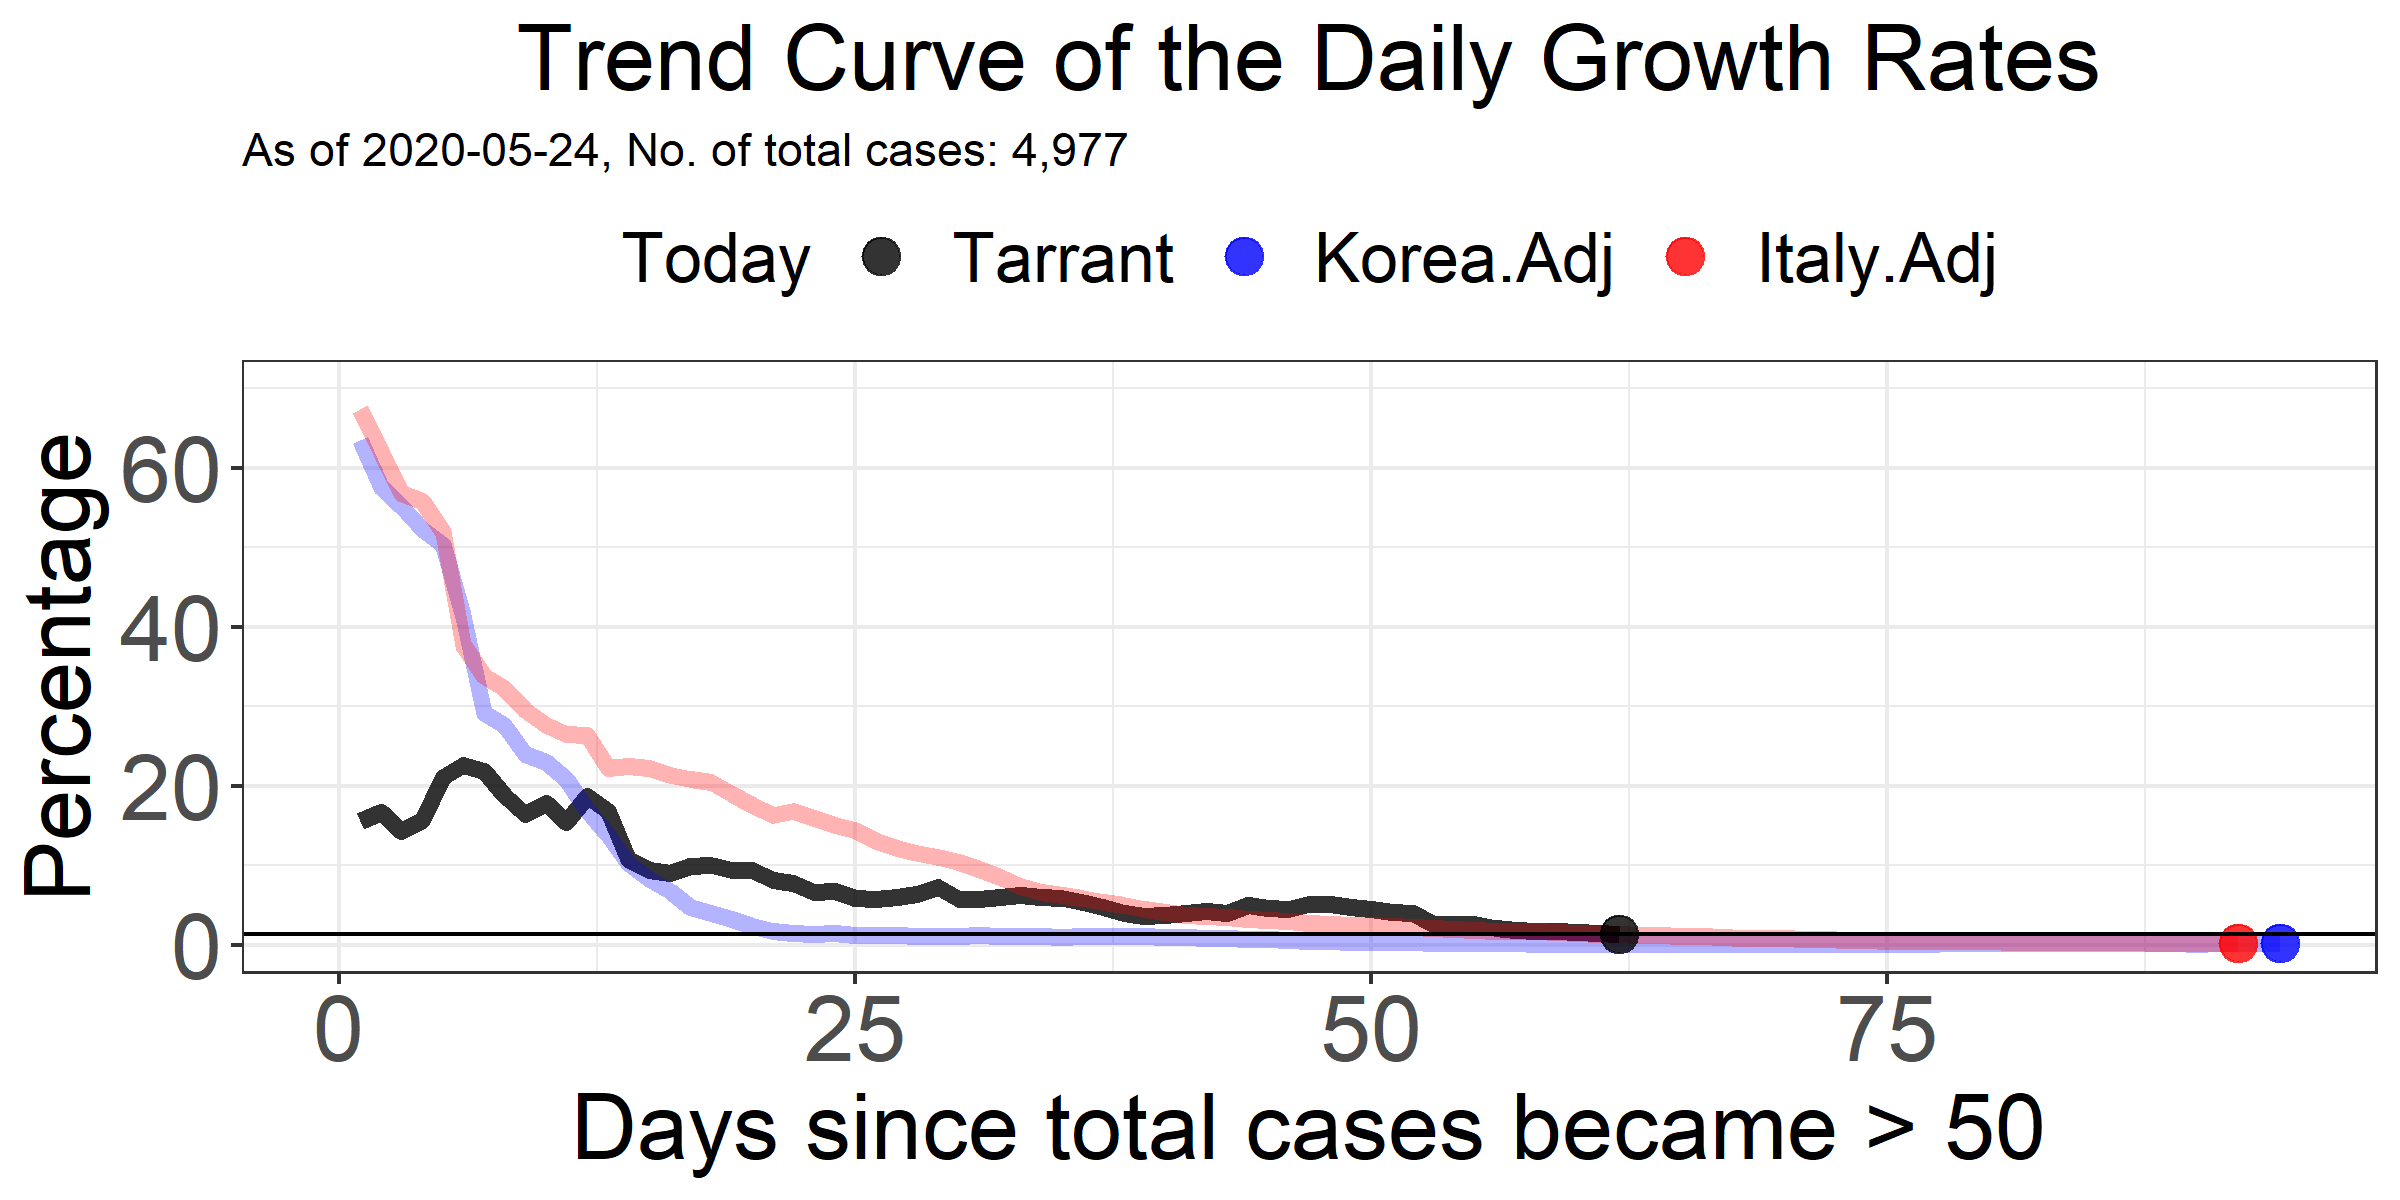 Trend Curve of the Daily Growth Rates
As of 2020-05-24, No. of total cases: 4,977
Today Tarrant Korea.Adj Italy.Adj
Percentage
60
40
20
0
0 25 50 75
Days since total cases became > 50